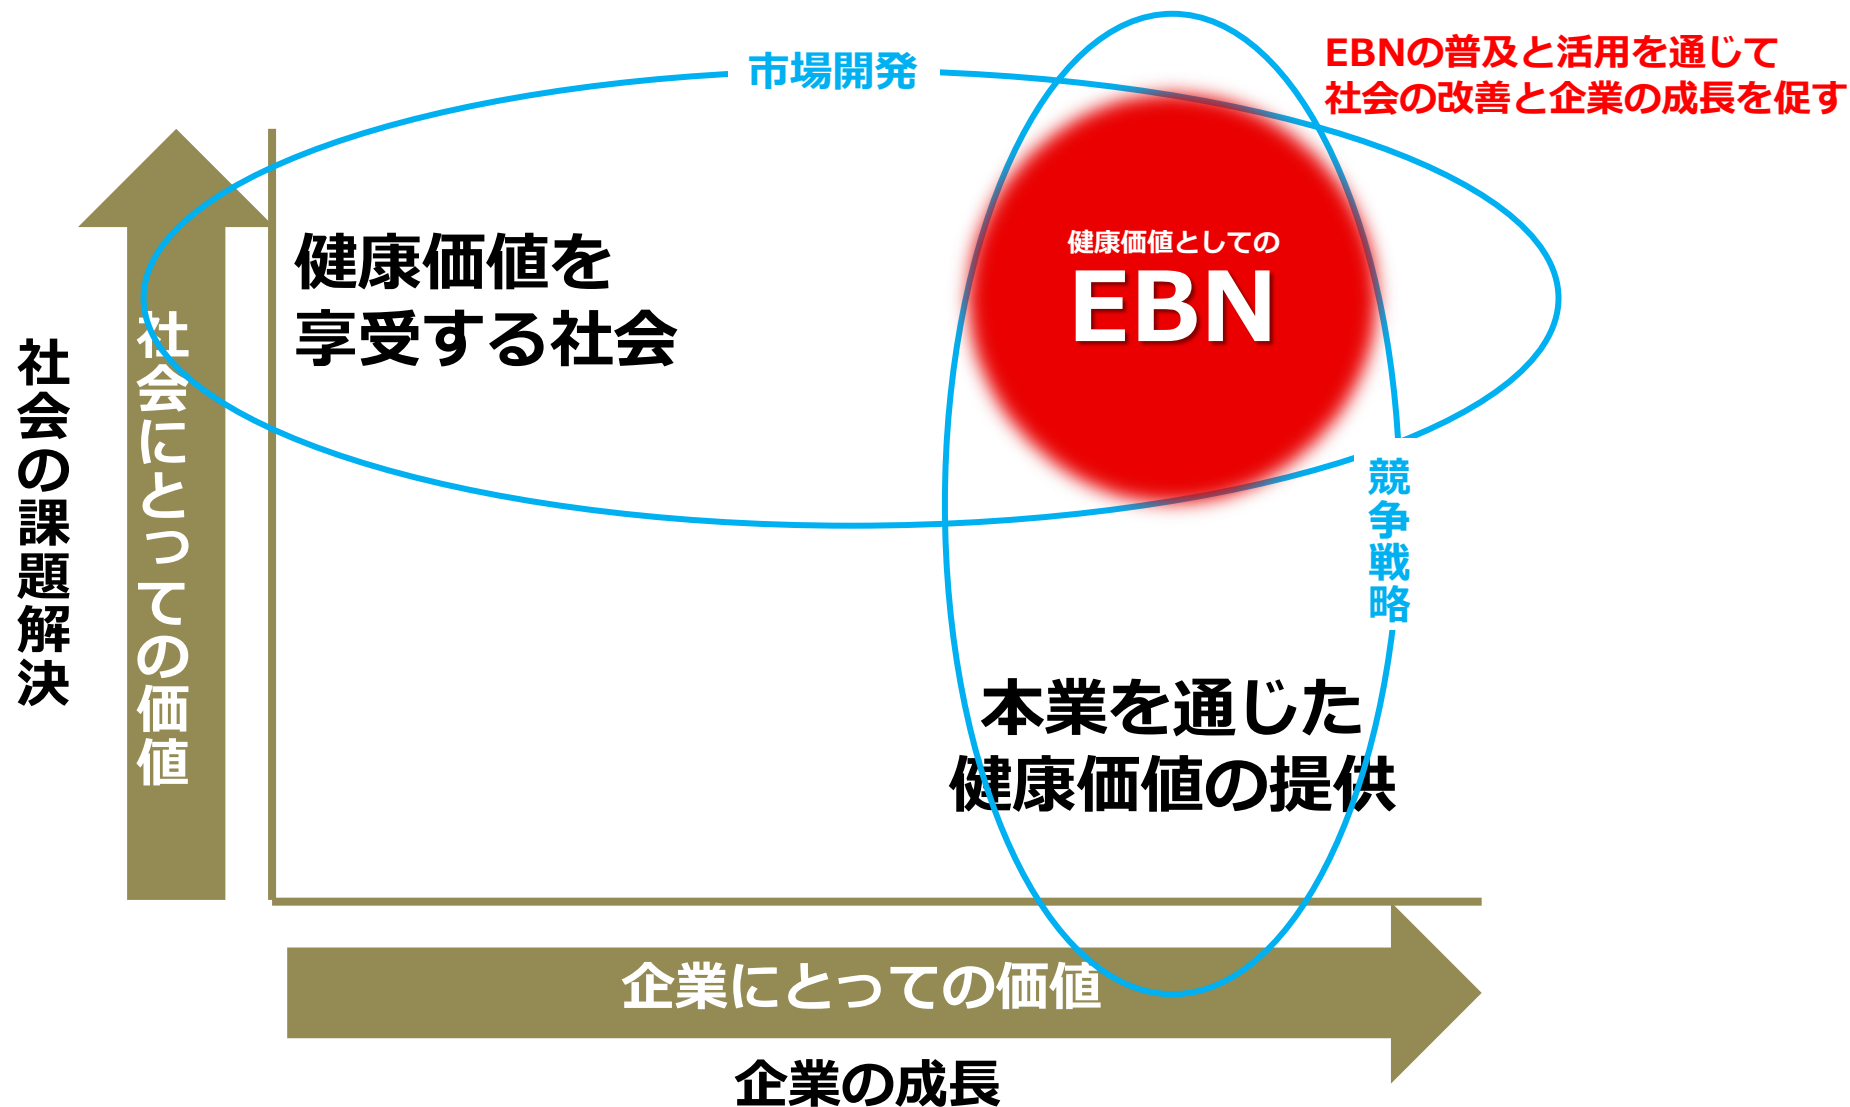 市場開発
EBNの普及と活用を通じて
社会の改善と企業の成長を促す
健康価値を
享受する社会
健康価値としての
EBN
社会の課題解決
社会にとっての価値
競争戦略
本業を通じた
健康価値の提供
企業にとっての価値
企業の成長